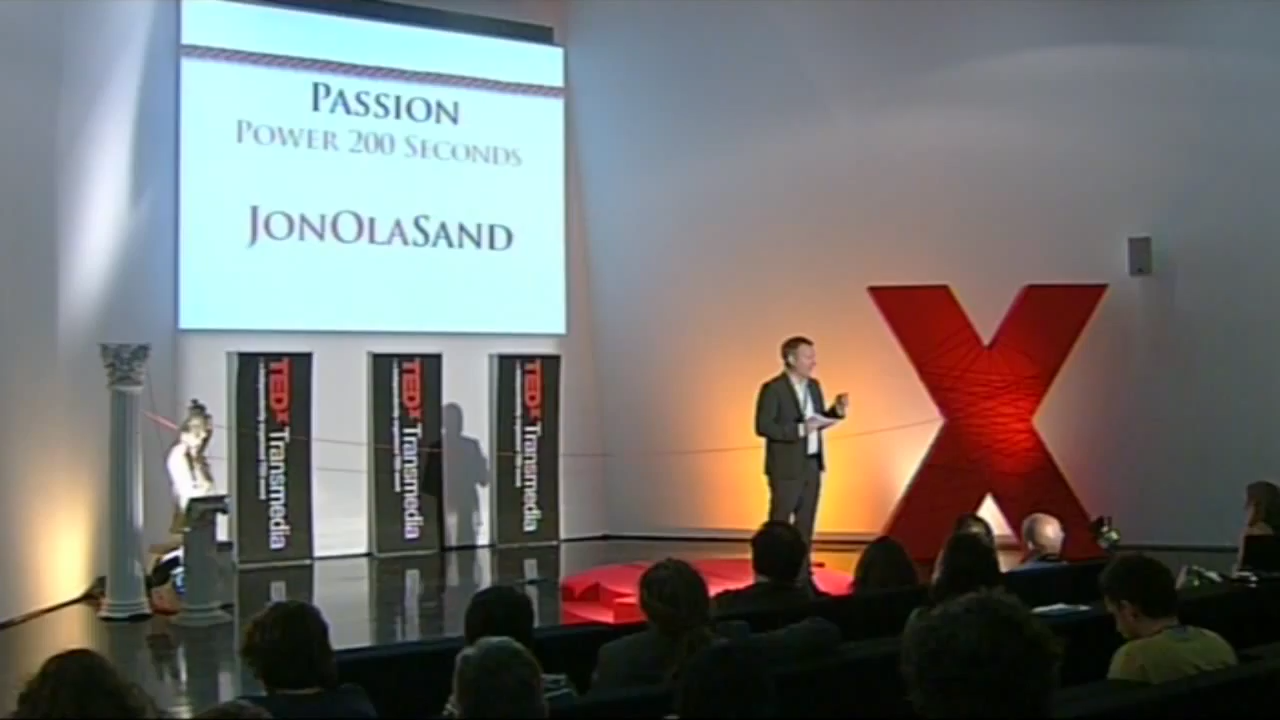 PASSION
POWER 200 SECONDS
JONOLASAND
TEDx
Transmedia
TEDx
Transmedia
TEDx
Transmedia
X